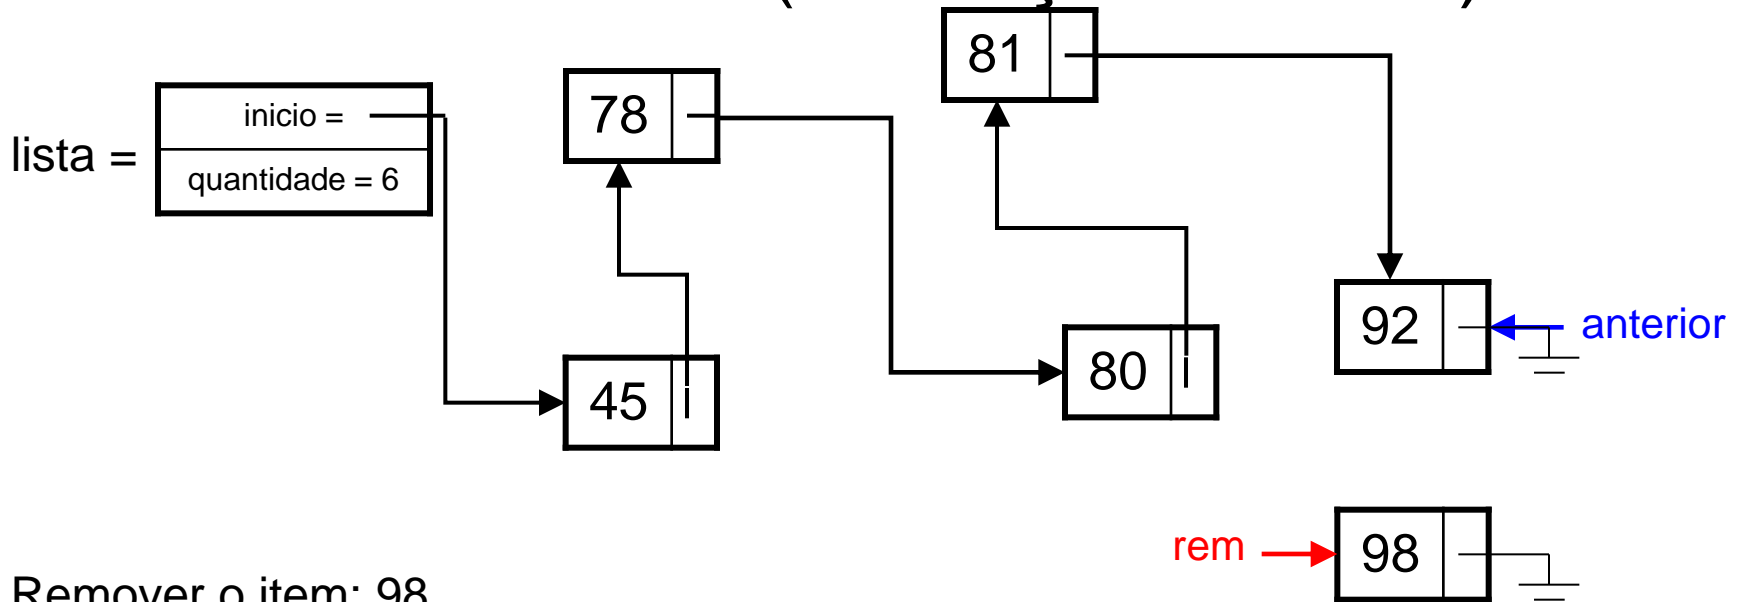 81
inicio =
78
lista =
quantidade = 6
92
anterior
80
45
rem
98
Remover o item: 98